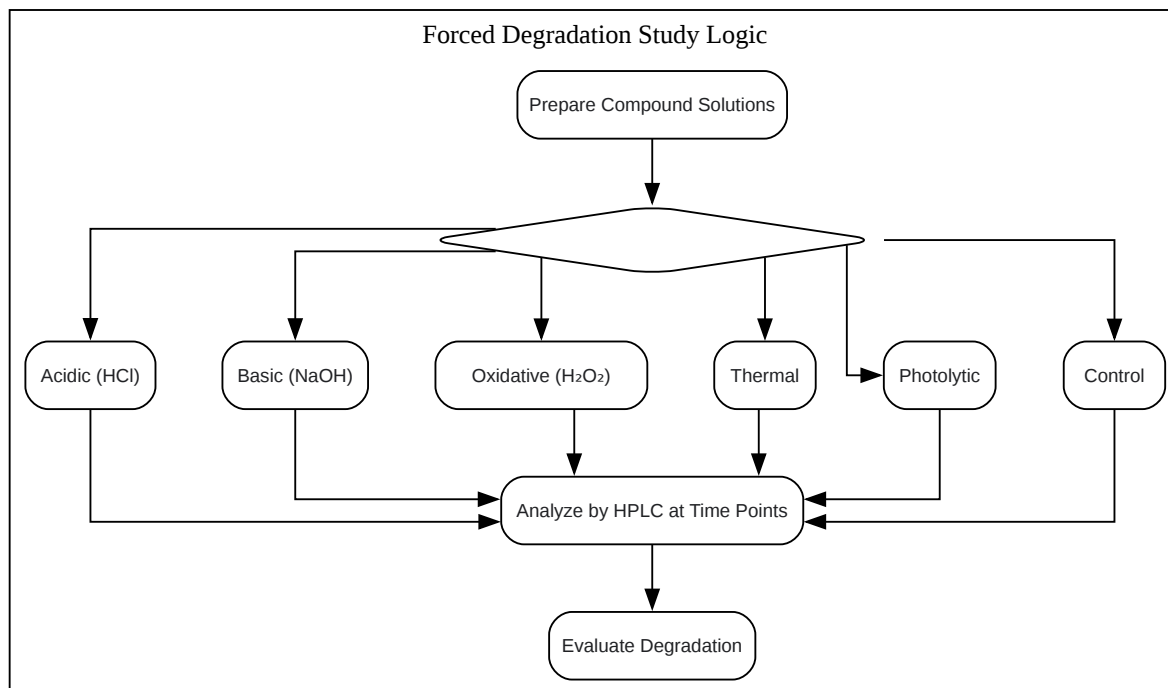 Forced Degradation Study Logic
Prepare Compound Solutions
Acidic (HCl)
Basic (NaOH)
Oxidative (H₂O₂)
Thermal
Photolytic
Control
Analyze by HPLC at Time Points
Evaluate Degradation